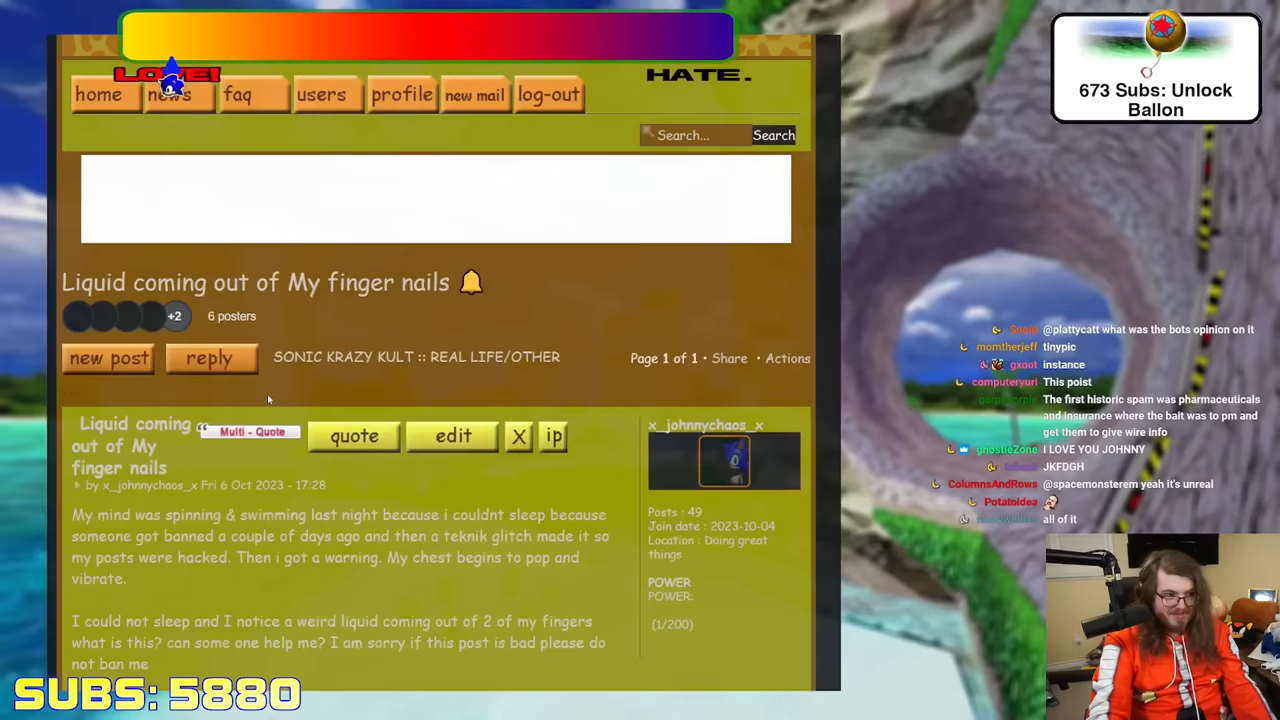 LOVE!
HATE.
home
news
faq
users
profile
new mail
log-out
Search...
Search
673 Subs: Unlock
Ballon
Liquid coming out of My finger nails
+2
6 posters
new post
reply
SONIC KRAZY KULT :: REAL LIFE/OTHER
Page 1 of 1 • Share • Actions
Liquid coming
out of My
finger nails
Multi - Quote
quote
edit
X
ip
by x_johnnychaos_x Fri 6 Oct 2023 - 17:28
My mind was spinning & swimming last night because i couldnt sleep because
someone got banned a couple of days ago and then a teknik glitch made it so
my posts were hacked. Then i got a warning. My chest begins to pop and
vibrate.
I could not sleep and I notice a weird liquid coming out of 2 of my fingers
what is this? can some one help me? I am sorry if this post is bad please do
not ban me
x_johnnychaos_x
Posts : 49
Join date : 2023-10-04
Location : Doing great
things
POWER
POWER:
(1/200)
@plattycatt what was the bots opinion on it
momtherjeff tinypic
gxoot instance
computeryuri This poist
The first historic spam was pharmaceuticals
and insurance where the bait was to pm and
get them to give wire info
ghostieZone I LOVE YOU JOHNNY
JKFDGH
ColumnsAndRows @spacemonsterem yeah it's unreal
Potatoidea
all of it
SUBS: 5880